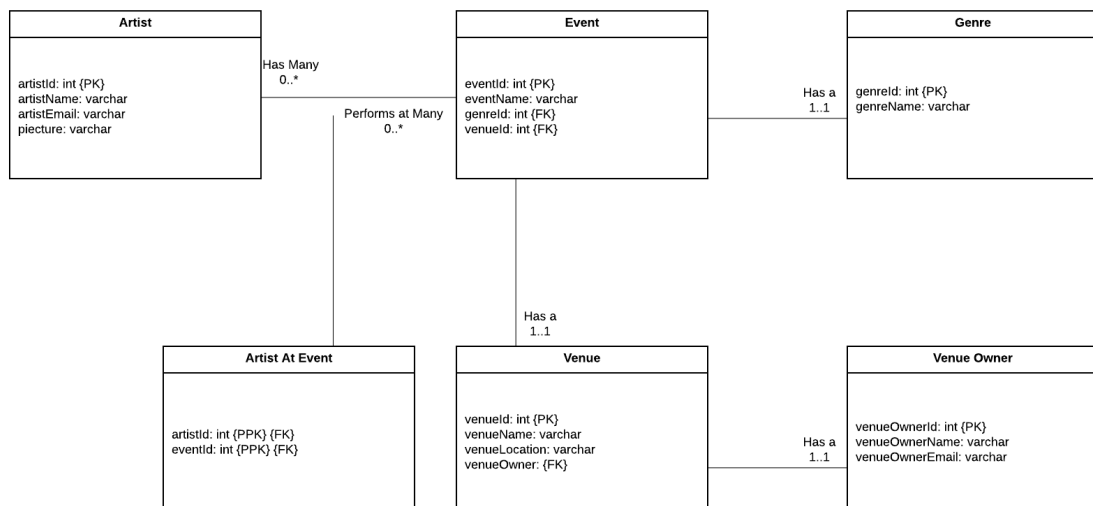 Artist
artistId: int {PK}
artistName: varchar
artistEmail: varchar
piecture: varchar
Has Many
0..*
Performs at Many
0..*
Event
eventId: int {PK}
eventName: varchar
genreId: int {FK}
venueId: int {FK}
Has a
1..1
Genre
genreId: int {PK}
genreName: varchar
Has a
1..1
Artist At Event
artistId: int {PPK} {FK}
eventId: int {PPK} {FK}
Venue
venueId: int {PK}
venueName: varchar
venueLocation: varchar
venueOwner: {FK}
Has a
1..1
Venue Owner
venueOwnerId: int {PK}
venueOwnerName: varchar
venueOwnerEmail: varchar